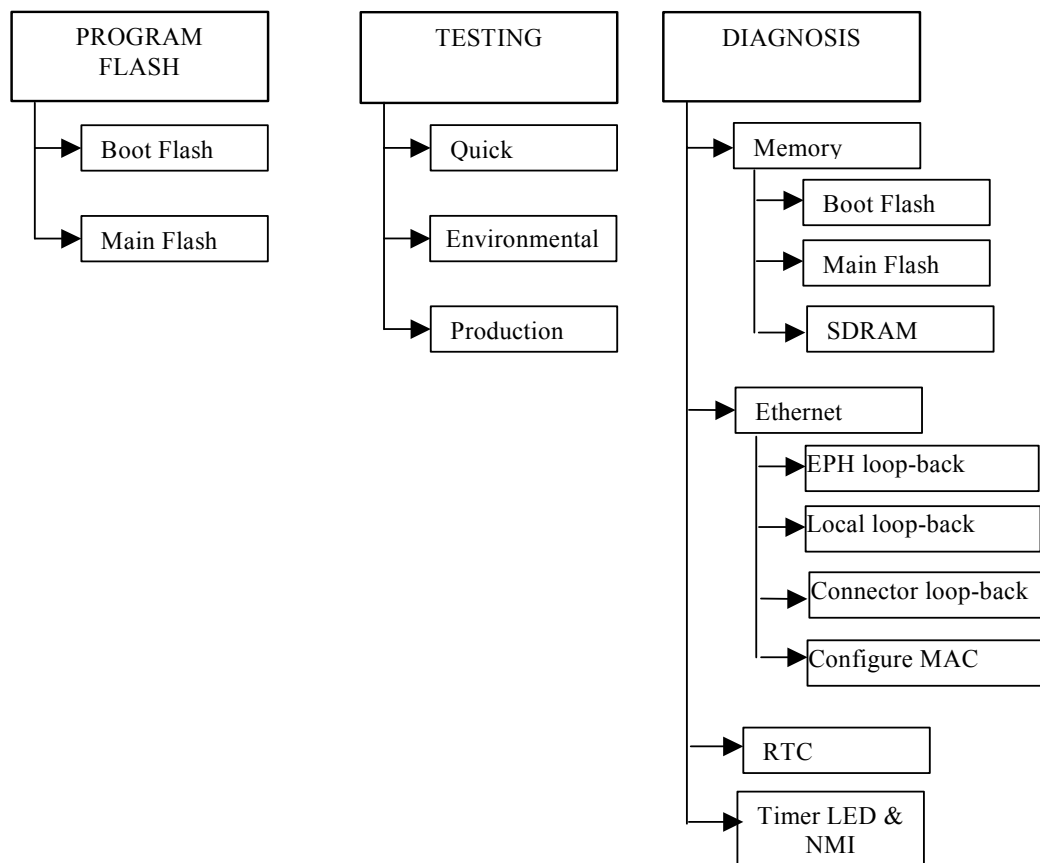 PROGRAM
FLASH
Boot Flash
Main Flash
TESTING
Quick
Environmental
Production
DIAGNOSIS
Memory
Boot Flash
Main Flash
SDRAM
Ethernet
EPH loop-back
Local loop-back
Connector loop-back
Configure MAC
RTC
Timer LED &
NMI